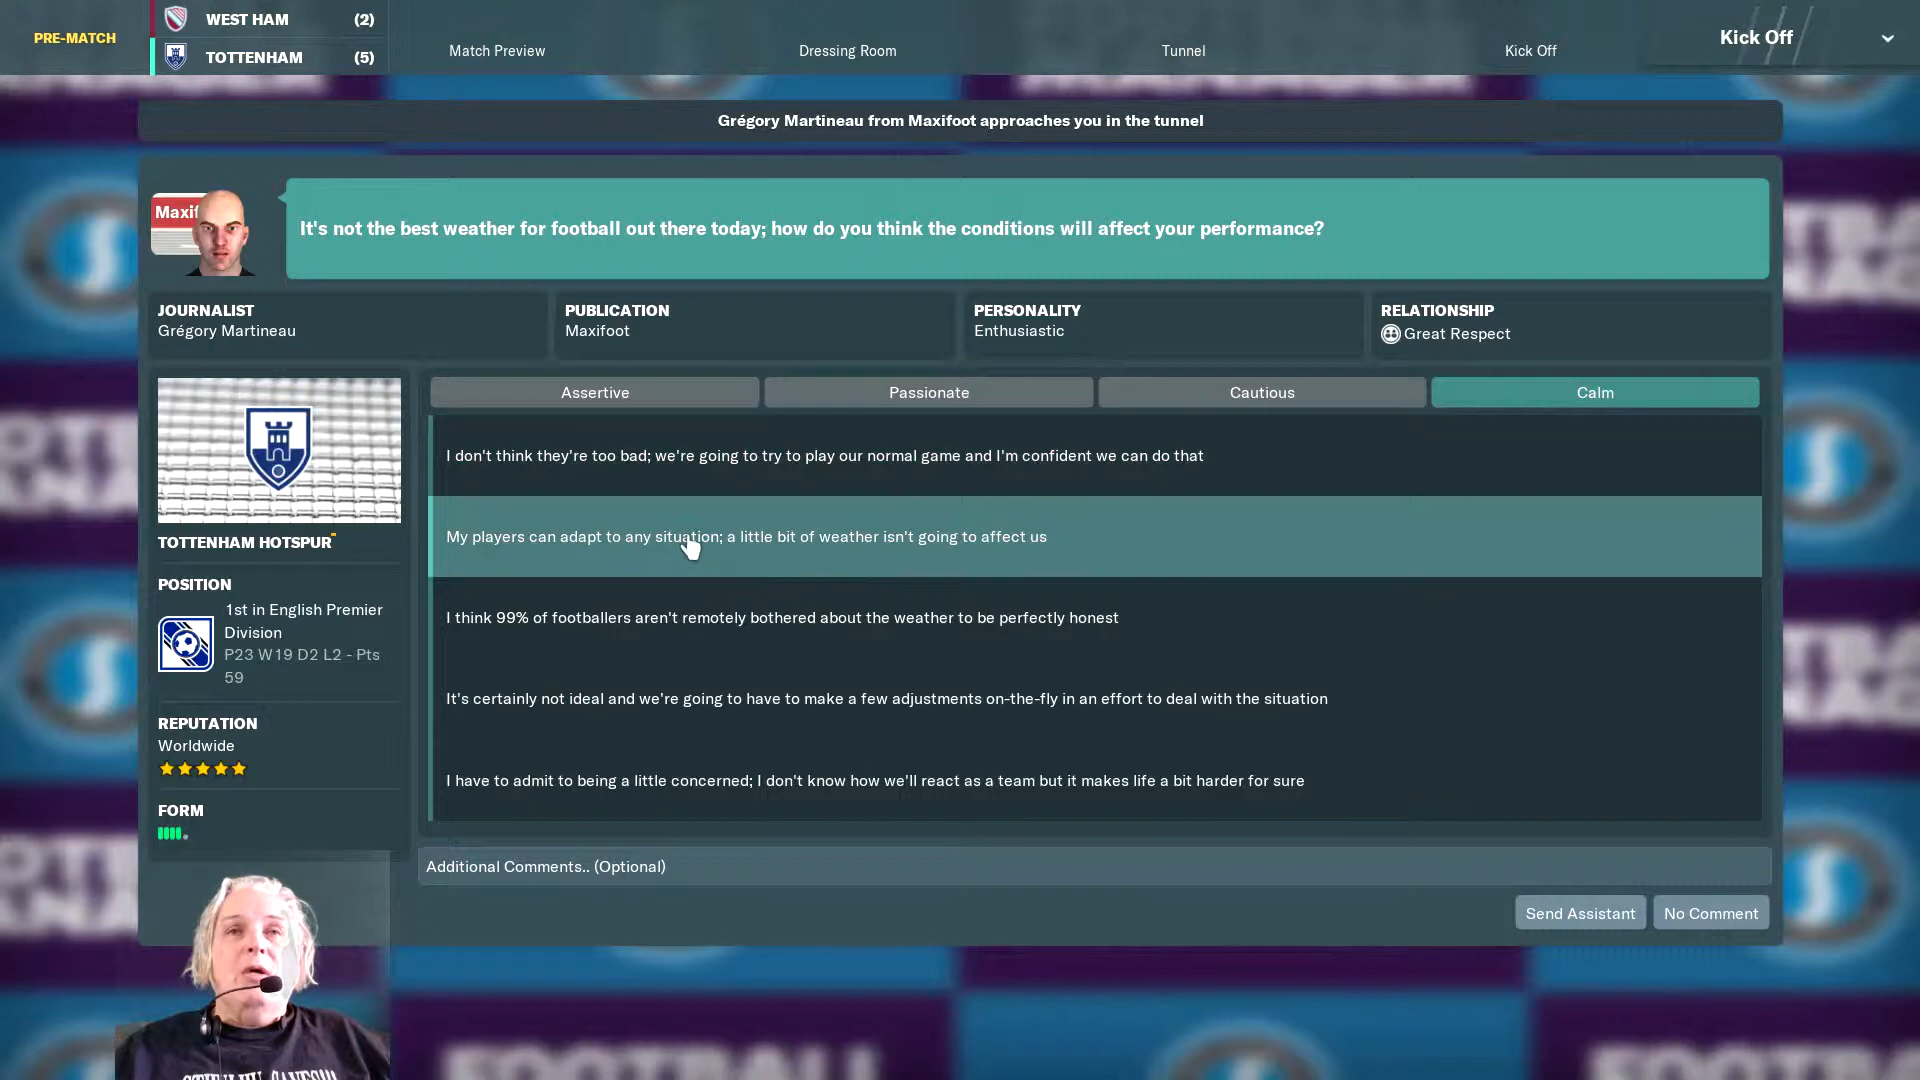 PRE-MATCH
WEST HAM (2)
TOTTENHAM (5)
Match Preview
Dressing Room
Tunnel
Kick Off
Kick Off
Grégory Martineau from Maxifoot approaches you in the tunnel
Maxif
It's not the best weather for football out there today; how do you think the conditions will affect your performance?
JOURNALIST
Grégory Martineau
PUBLICATION
Maxifoot
PERSONALITY
Enthusiastic
RELATIONSHIP
Great Respect
Assertive
Passionate
Cautious
Calm
I don't think they're too bad; we're going to try to play our normal game and I'm confident we can do that
My players can adapt to any situation; a little bit of weather isn't going to affect us
I think 99% of footballers aren't remotely bothered about the weather to be perfectly honest
It's certainly not ideal and we're going to have to make a few adjustments on-the-fly in an effort to deal with the situation
I have to admit to being a little concerned; I don't know how we'll react as a team but it makes life a bit harder for sure
TOTTENHAM HOTSPUR
POSITION
1st in English Premier
Division
P23 W19 D2 L2 - Pts
59
REPUTATION
Worldwide
FORM
Additional Comments.. (Optional)
Send Assistant
No Comment
FOOTBALL